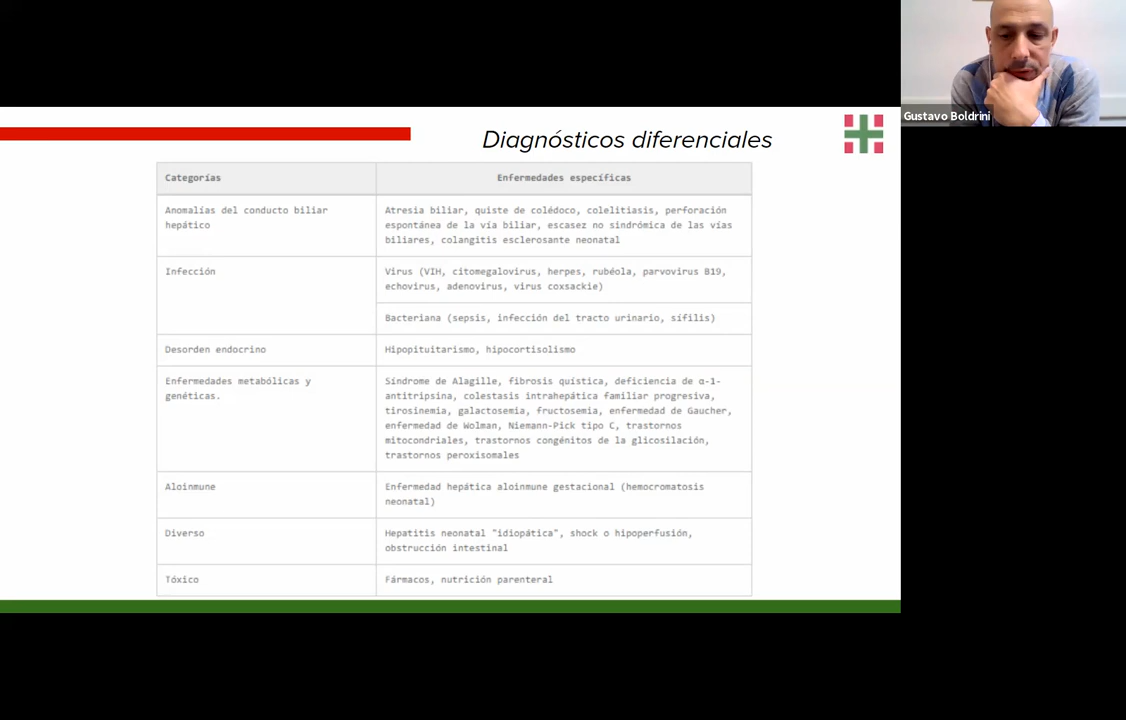 Gustavo Boldrini
Diagnósticos diferenciales
Categorías
Enfermedades específicas
Anomalías del conducto biliar
hepático
Atresia biliar, quiste de colédoco, colelitiasis, perforación
espontánea de la vía biliar, escasez no sindrómica de las vías
biliares, colangitis esclerosante neonatal
Infección
Virus (VIH, citomegalovirus, herpes, rubéola, parvovirus B19,
echovirus, adenovirus, virus coxsackie)
Bacteriana (sepsis, infección del tracto urinario, sífilis)
Desorden endocrino
Hipopituitarismo, hipocortisolismo
Enfermedades metabólicas y
genéticas.
Síndrome de Alagille, fibrosis quística, deficiencia de α-1-
antitripsina, colestasis intrahepática familiar progresiva,
tirosinemia, galactosemia, fructosemia, enfermedad de Gaucher,
enfermedad de Wolman, Niemann-Pick tipo C, trastornos
mitocondriales, trastornos congénitos de la glicosilación,
trastornos peroxisomales
Aloinmune
Enfermedad hepática aloinmune gestacional (hemocromatosis
neonatal)
Diverso
Hepatitis neonatal "idiopática", shock o hipoperfusión,
obstrucción intestinal
Tóxico
Fármacos, nutrición parenteral